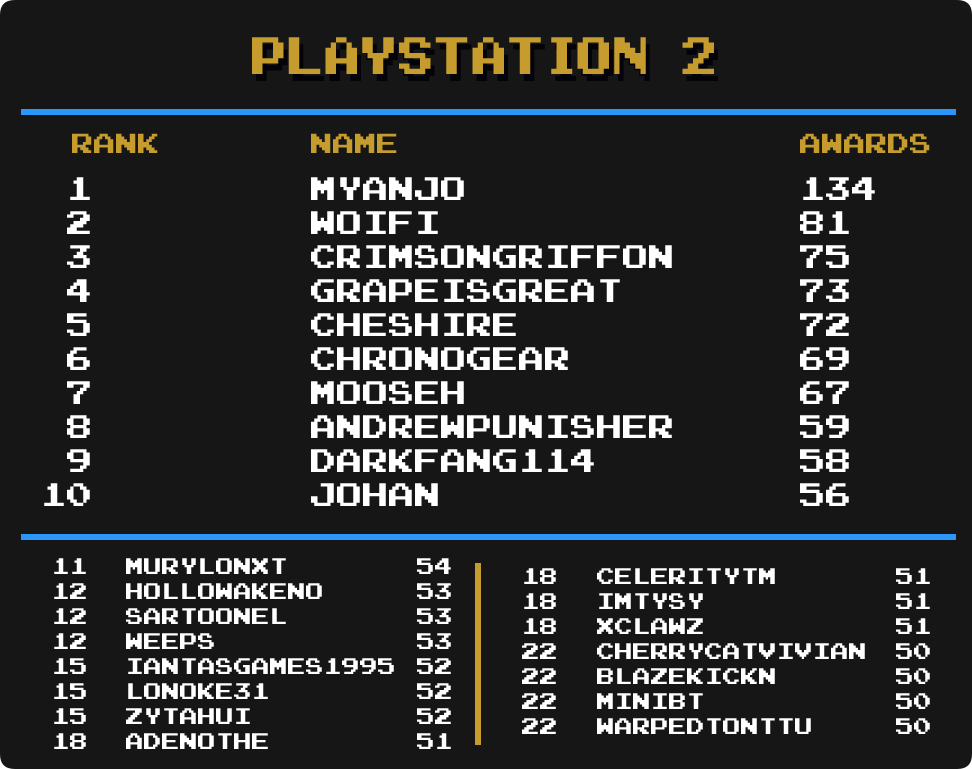 PLAYSTATION 2
RANK NAME AWARDS
1 MYANJO 134
2 WOIFI 81
3 CRIMSONGRIFFON 75
4 GRAPEISGREAT 73
5 CHESHIRE 72
6 CHRONOGEAR 69
7 MOOSEH 67
8 ANDREWPUNISHER 59
9 DARKFANG114 58
10 JOHAN 56
11 MURYLONXT 54
12 HOLLOWAKENO 53
12 SARTOONEL 53
12 WEEPS 53
15 IANTASGAMES1995 52
15 LONOKE31 52
15 ZYTAHUI 52
18 ADENOTHE 51
18 CELERITYTM 51
18 IMTYSY 51
18 XCLAWZ 51
22 CHERRYCATVIVIAN 50
22 BLAZEKICKN 50
22 MINIBT 50
22 WARPEDTONTTU 50